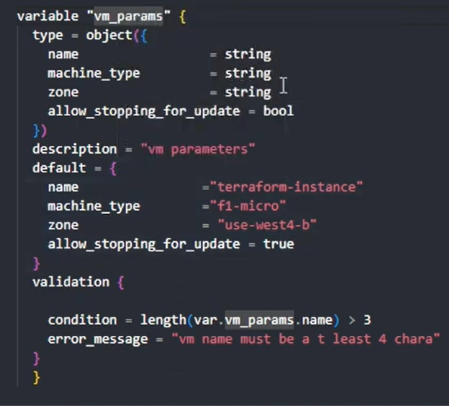 variable "vm_params" {
  type = object({
    name                      = string
    machine_type              = string
    zone                      = string
    allow_stopping_for_update = bool
  })
  description = "vm parameters"
  default = {
    name                     ="terraform-instance"
    machine_type             ="f1-micro"
    zone                      = "use-west4-b"
    allow_stopping_for_update = true
  }
  validation {
    condition = length(var.vm_params.name) > 3
    error_message = "vm name must be a t least 4 chara"
  }
  }